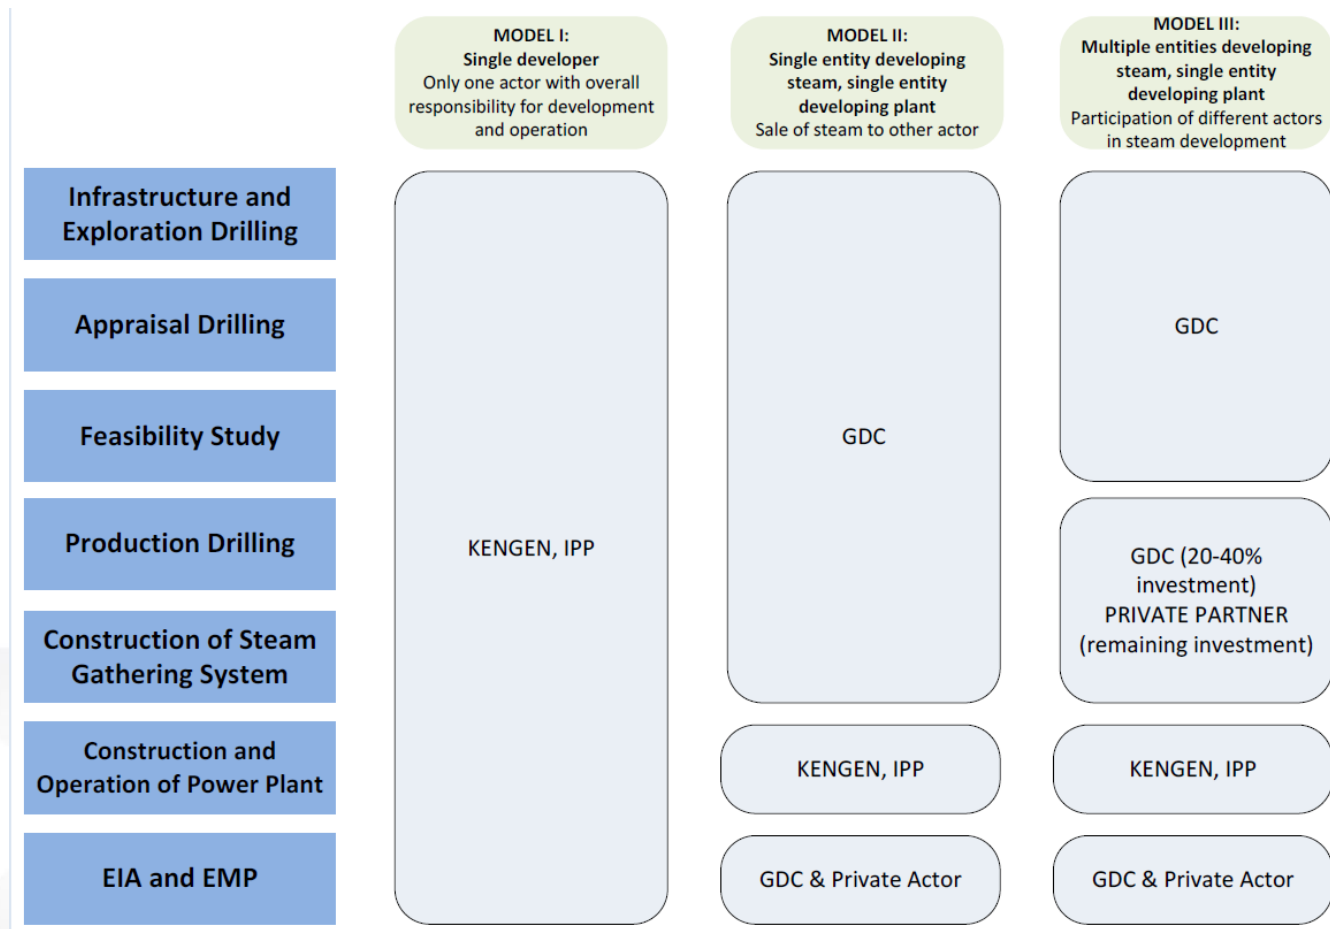 MODEL I:
Single developer
Only one actor with overall
responsibility for development
and operation
MODEL II:
Single entity developing
steam, single entity
developing plant
Sale of steam to other actor
MODEL III:
Multiple entities developing
steam, single entity
developing plant
Participation of different actors
in steam development
Infrastructure and
Exploration Drilling
Appraisal Drilling
Feasibility Study
Production Drilling
Construction of Steam
Gathering System
Construction and
Operation of Power Plant
EIA and EMP
KENGEN, IPP
GDC
KENGEN, IPP
GDC & Private Actor
GDC
GDC (20-40%
investment)
PRIVATE PARTNER
(remaining investment)
KENGEN, IPP
GDC & Private Actor